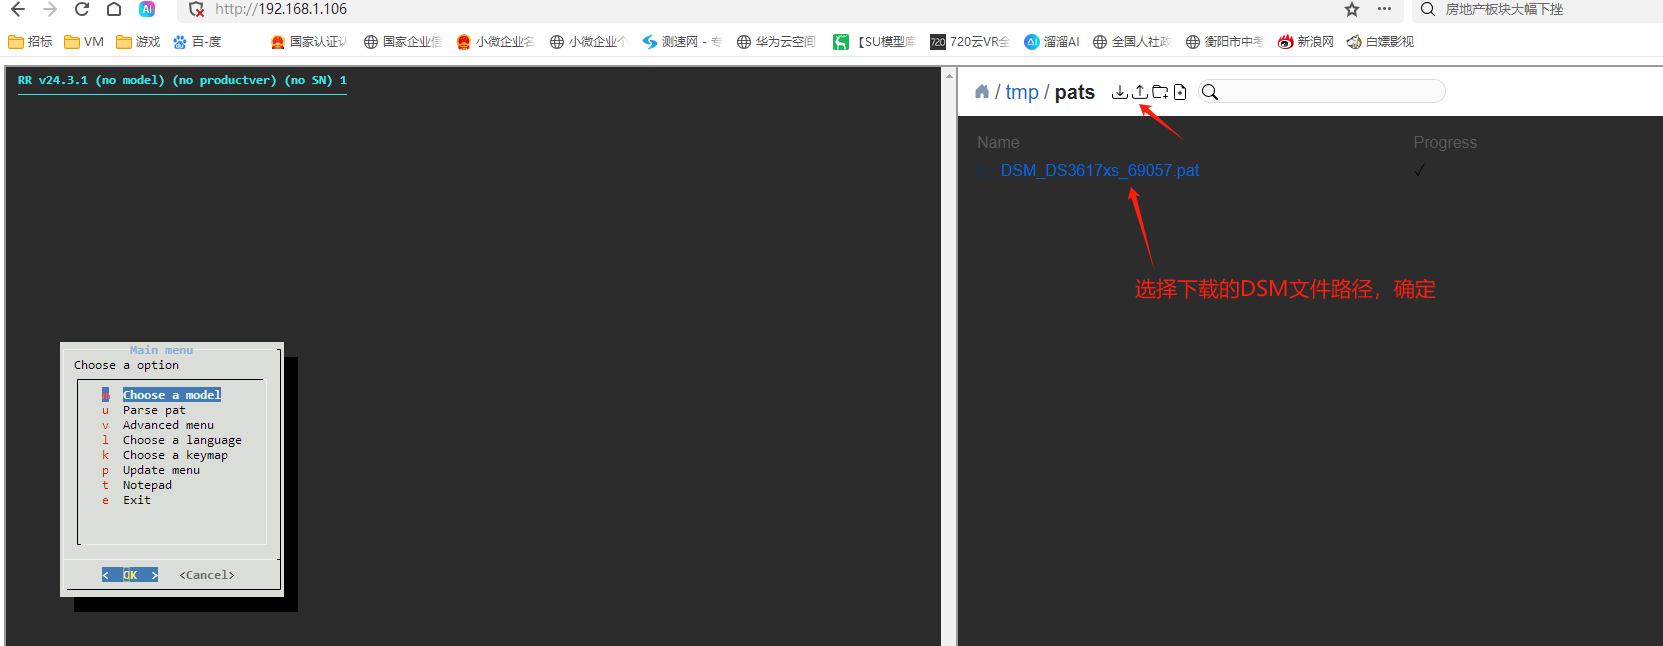 AI http://192.168.1.106 房地产板块大幅下挫
招标 VM 游戏 百-度 国家认证认 国家企业信 小微企业名 小微企业个 测速网 - 专 华为云空间 【SU模型库 720 720云VR全 溜溜AI 全国人社政 衡阳市中考 新浪网 白嫖影视
RR v24.3.1 (no model) (no productver) (no SN) 1
/ tmp / pats
Name Progress
DSM_DS3617xs_69057.pat ✓
选择下载的DSM文件路径，确定
Main menu
Choose a option
m Choose a model
u Parse pat
v Advanced menu
l Choose a language
k Choose a keymap
p Update menu
t Notepad
e Exit
< OK > <Cancel>